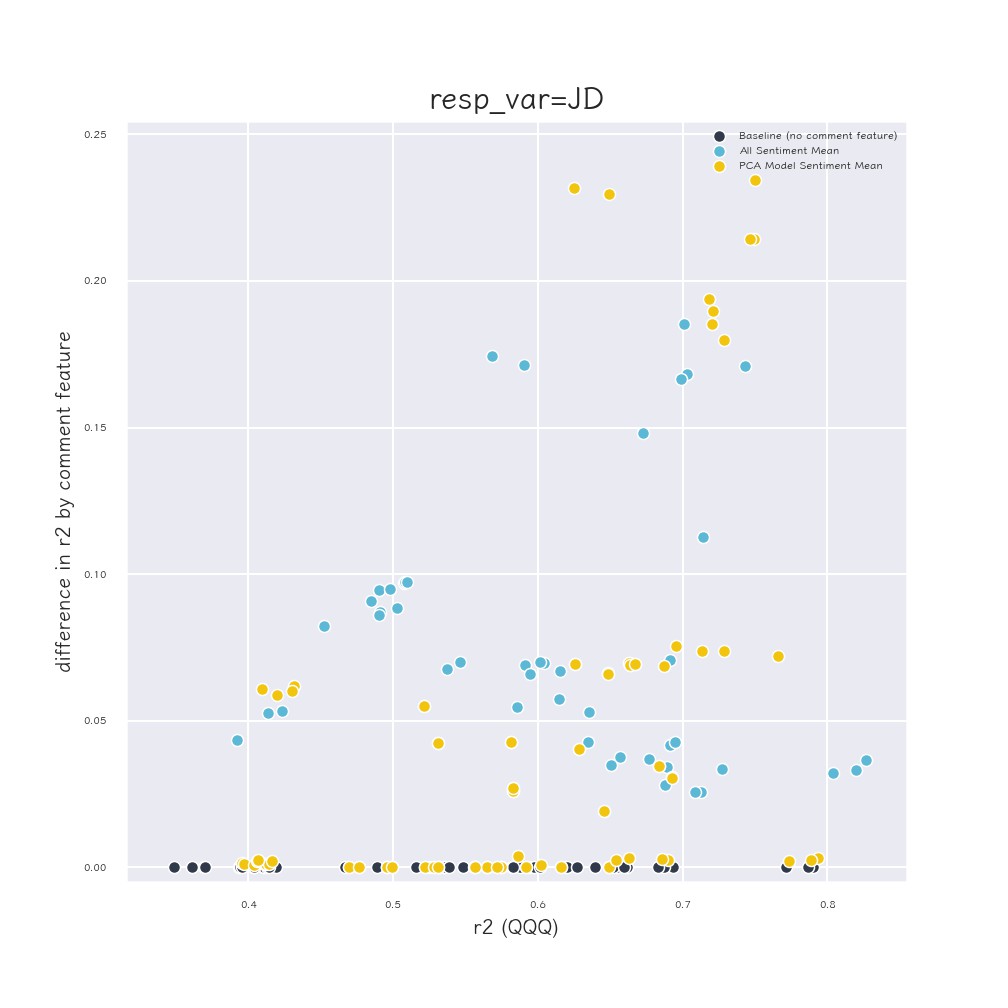 resp_var=JD
Baseline (no comment feature)
All Sentiment Mean
PCA Model Sentiment Mean
difference in r2 by comment feature
0.25
0.20
0.15
0.10
0.05
0.00
0.4 0.5 0.6 0.7 0.8
r2 (QQQ)